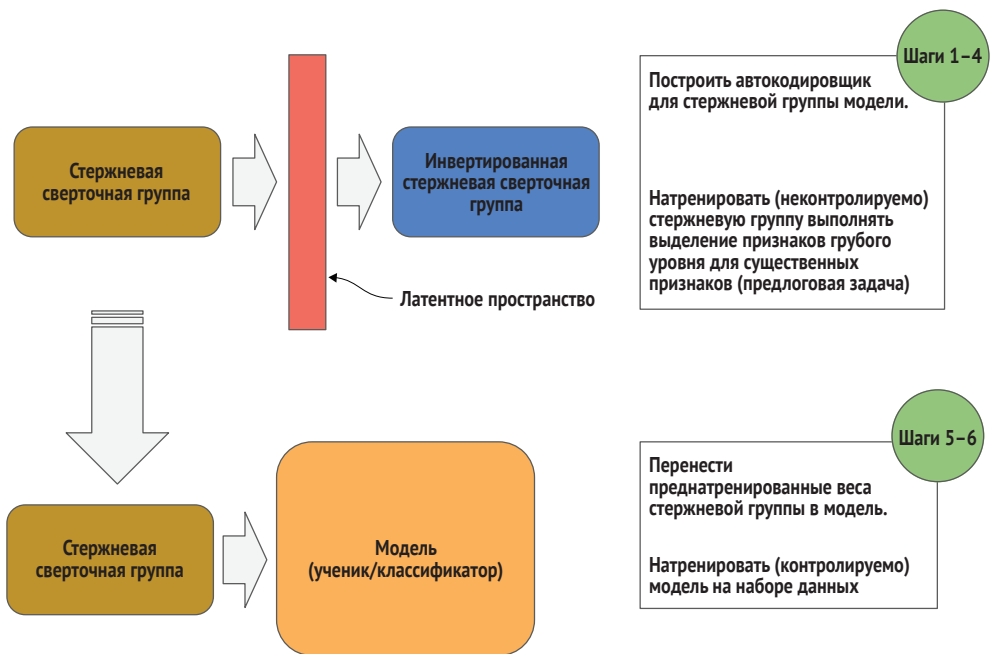 Шаги 1–4
Построить автокодировщик
для стержневой группы модели.
Стержневая
сверточная группа
Инвертированная
стержневая сверточная
группа
Натренировать (неконтролируемо)
стержневую группу выполнять
выделение признаков грубого
уровня для существенных
признаков (предлоговая задача)
Латентное пространство
Шаги 5–6
Перенести
преднатренированные веса
стержневой группы в модель.
Стержневая
сверточная группа
Модель
(ученик/классификатор)
Натренировать (контролируемо)
модель на наборе данных